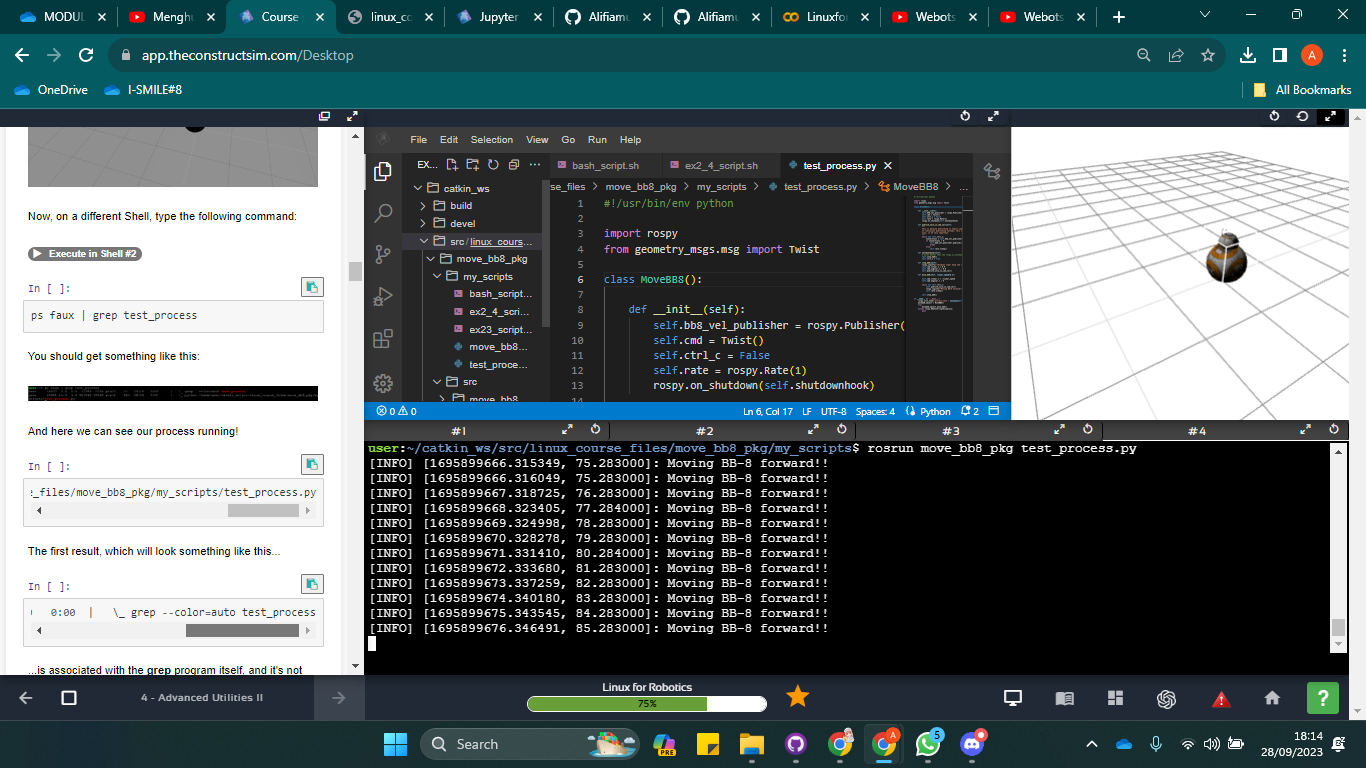 MODUL
Mengh
Course
linux_co
Jupyter
Alifiamu
Alifiamu
Linuxfor
Webots
Webots
app.theconstructsim.com/Desktop
A
OneDrive
I-SMILE#8
All Bookmarks
Now, on a different Shell, type the following command:
Execute in Shell #2
In [ ]:
ps faux | grep test_process
You should get something like this:
And here we can see our process running!
In [ ]:
e_files/move_bb8_pkg/my_scripts/test_process.py
The first result, which will look something like this...
In [ ]:
0:00 | \_ grep --color=auto test_process
...is associated with the grep program itself, and it's not
File Edit Selection View Go Run Help
EX...
catkin_ws
build
devel
src/linux_cours...
move_bb8_pkg
my_scripts
bash_script...
ex2_4_scri...
ex23_script...
move_bb8...
test_proce...
src
move_bb8
bash_script.sh
ex2_4_script.sh
test_process.py
se_files > move_bb8_pkg > my_scripts > test_process.py > MoveBB8 > ...
1 #!/usr/bin/env python
2
3 import rospy
4 from geometry_msgs.msg import Twist
5
6 class MoveBB8():
7
8 def __init__(self):
9 self.bb8_vel_publisher = rospy.Publisher(
10 self.cmd = Twist()
11 self.ctrl_c = False
12 self.rate = rospy.Rate(1)
13 rospy.on_shutdown(self.shutdownhook)
14
0 0 Ln 6, Col 17 LF UTF-8 Spaces: 4 Python 2
#1 #2 #3 #4
user:~/catkin_ws/src/linux_course_files/move_bb8_pkg/my_scripts$ rosrun move_bb8_pkg test_process.py
[INFO] [1695899666.315349, 75.283000]: Moving BB-8 forward!!
[INFO] [1695899666.316049, 75.283000]: Moving BB-8 forward!!
[INFO] [1695899667.318725, 76.283000]: Moving BB-8 forward!!
[INFO] [1695899668.323405, 77.284000]: Moving BB-8 forward!!
[INFO] [1695899669.324998, 78.283000]: Moving BB-8 forward!!
[INFO] [1695899670.328278, 79.283000]: Moving BB-8 forward!!
[INFO] [1695899671.331410, 80.284000]: Moving BB-8 forward!!
[INFO] [1695899672.333680, 81.283000]: Moving BB-8 forward!!
[INFO] [1695899673.337259, 82.283000]: Moving BB-8 forward!!
[INFO] [1695899674.340180, 83.283000]: Moving BB-8 forward!!
[INFO] [1695899675.343545, 84.283000]: Moving BB-8 forward!!
[INFO] [1695899676.346491, 85.283000]: Moving BB-8 forward!!
4 - Advanced Utilities II
Linux for Robotics
75%
?
Search
PRE
A
5
18:14
28/09/2023